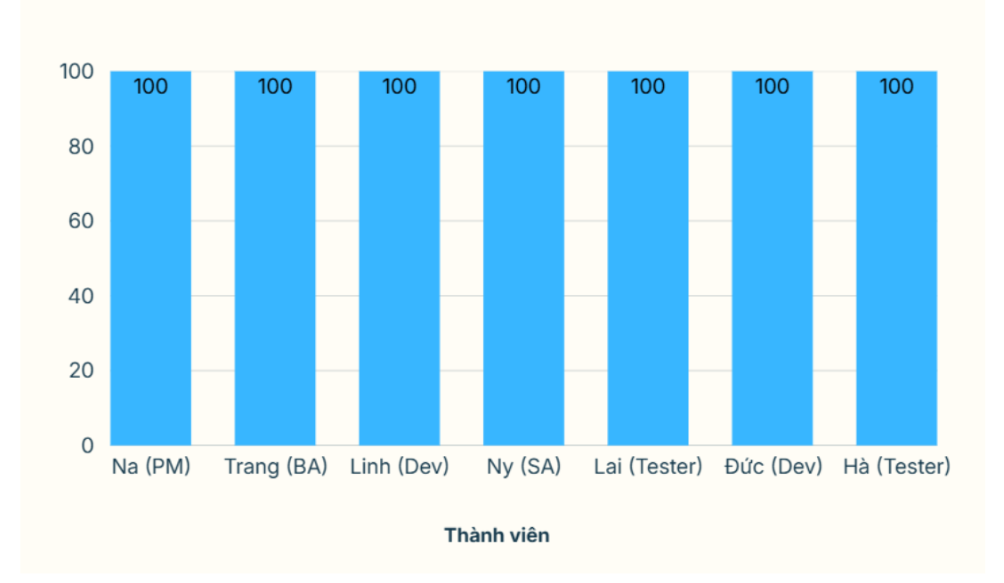 100
100 100 100 100 100 100 100
80
60
40
20
0
Na (PM) Trang (BA) Linh (Dev) Ny (SA) Lai (Tester) Đức (Dev) Hà (Tester)
Thành viên